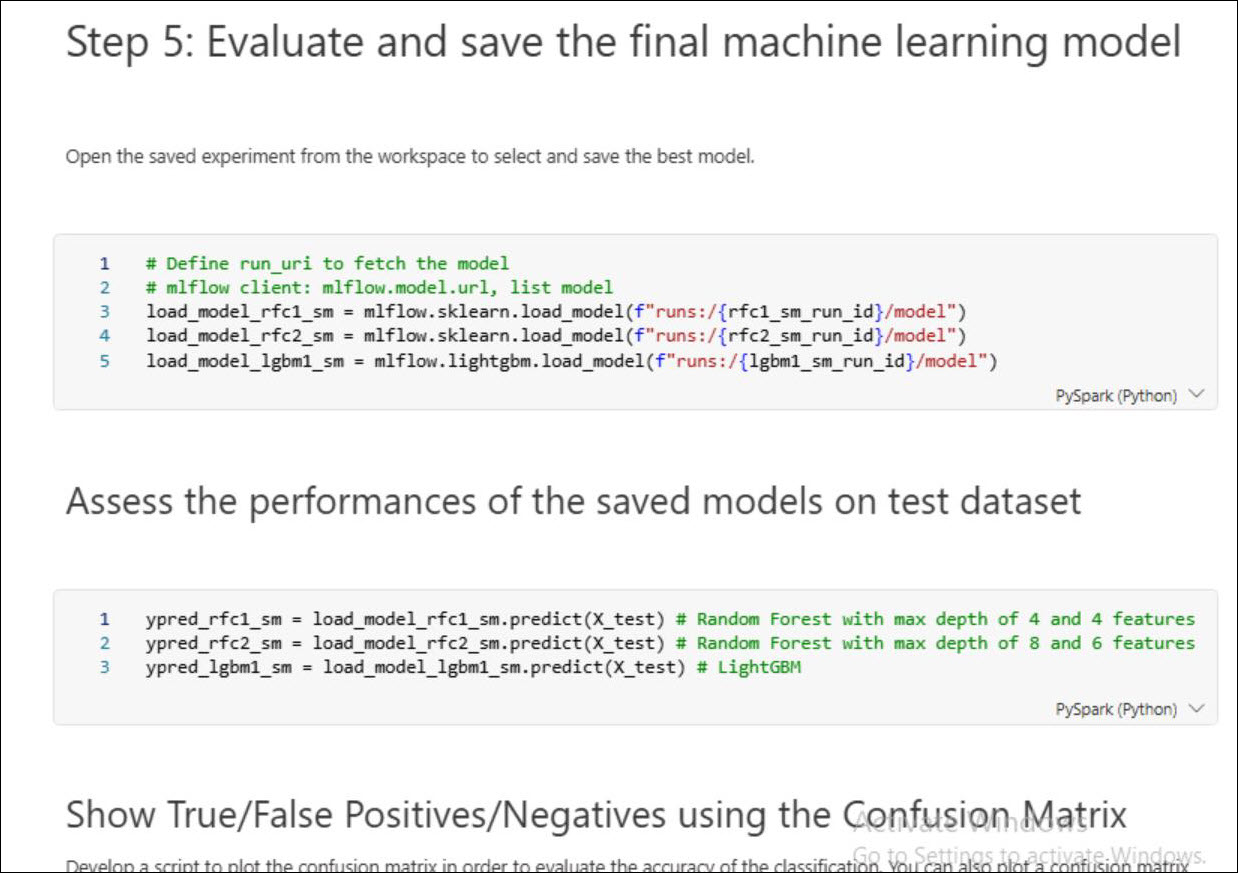 Step 5: Evaluate and save the final machine learning model
Open the saved experiment from the workspace to select and save the best model.
1 # Define run_uri to fetch the model
2 # mlflow client: mlflow.model.url, list model
3 load_model_rfc1_sm = mlflow.sklearn.load_model(f"runs:/{rfc1_sm_run_id}/model")
4 load_model_rfc2_sm = mlflow.sklearn.load_model(f"runs:/{rfc2_sm_run_id}/model")
5 load_model_lgbm1_sm = mlflow.lightgbm.load_model(f"runs:/{lgbm1_sm_run_id}/model")
PySpark (Python)
Assess the performances of the saved models on test dataset
1 ypred_rfc1_sm = load_model_rfc1_sm.predict(X_test) # Random Forest with max depth of 4 and 4 features
2 ypred_rfc2_sm = load_model_rfc2_sm.predict(X_test) # Random Forest with max depth of 8 and 6 features
3 ypred_lgbm1_sm = load_model_lgbm1_sm.predict(X_test) # LightGBM
PySpark (Python)
Show True/False Positives/Negatives using the Confusion Matrix
Activate Windows
Go to Settings to activate Windows.
Develop a script to plot the confusion matrix in order to evaluate the accuracy of the classification. You can also plot a confusion matrix